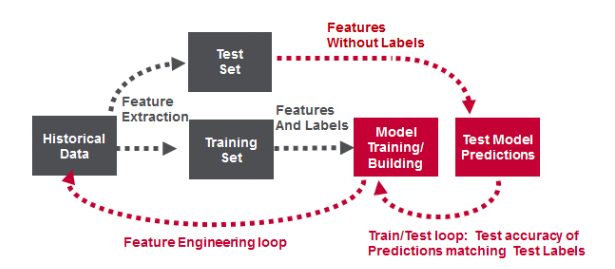 Features
Without Labels
Test
Set
Feature
Extraction
Features
And Labels
Historical
Data
Training
Set
Model
Training/
Building
Test Model
Predictions
Feature Engineering loop
Train/Test loop: Test accuracy of
Predictions matching Test Labels